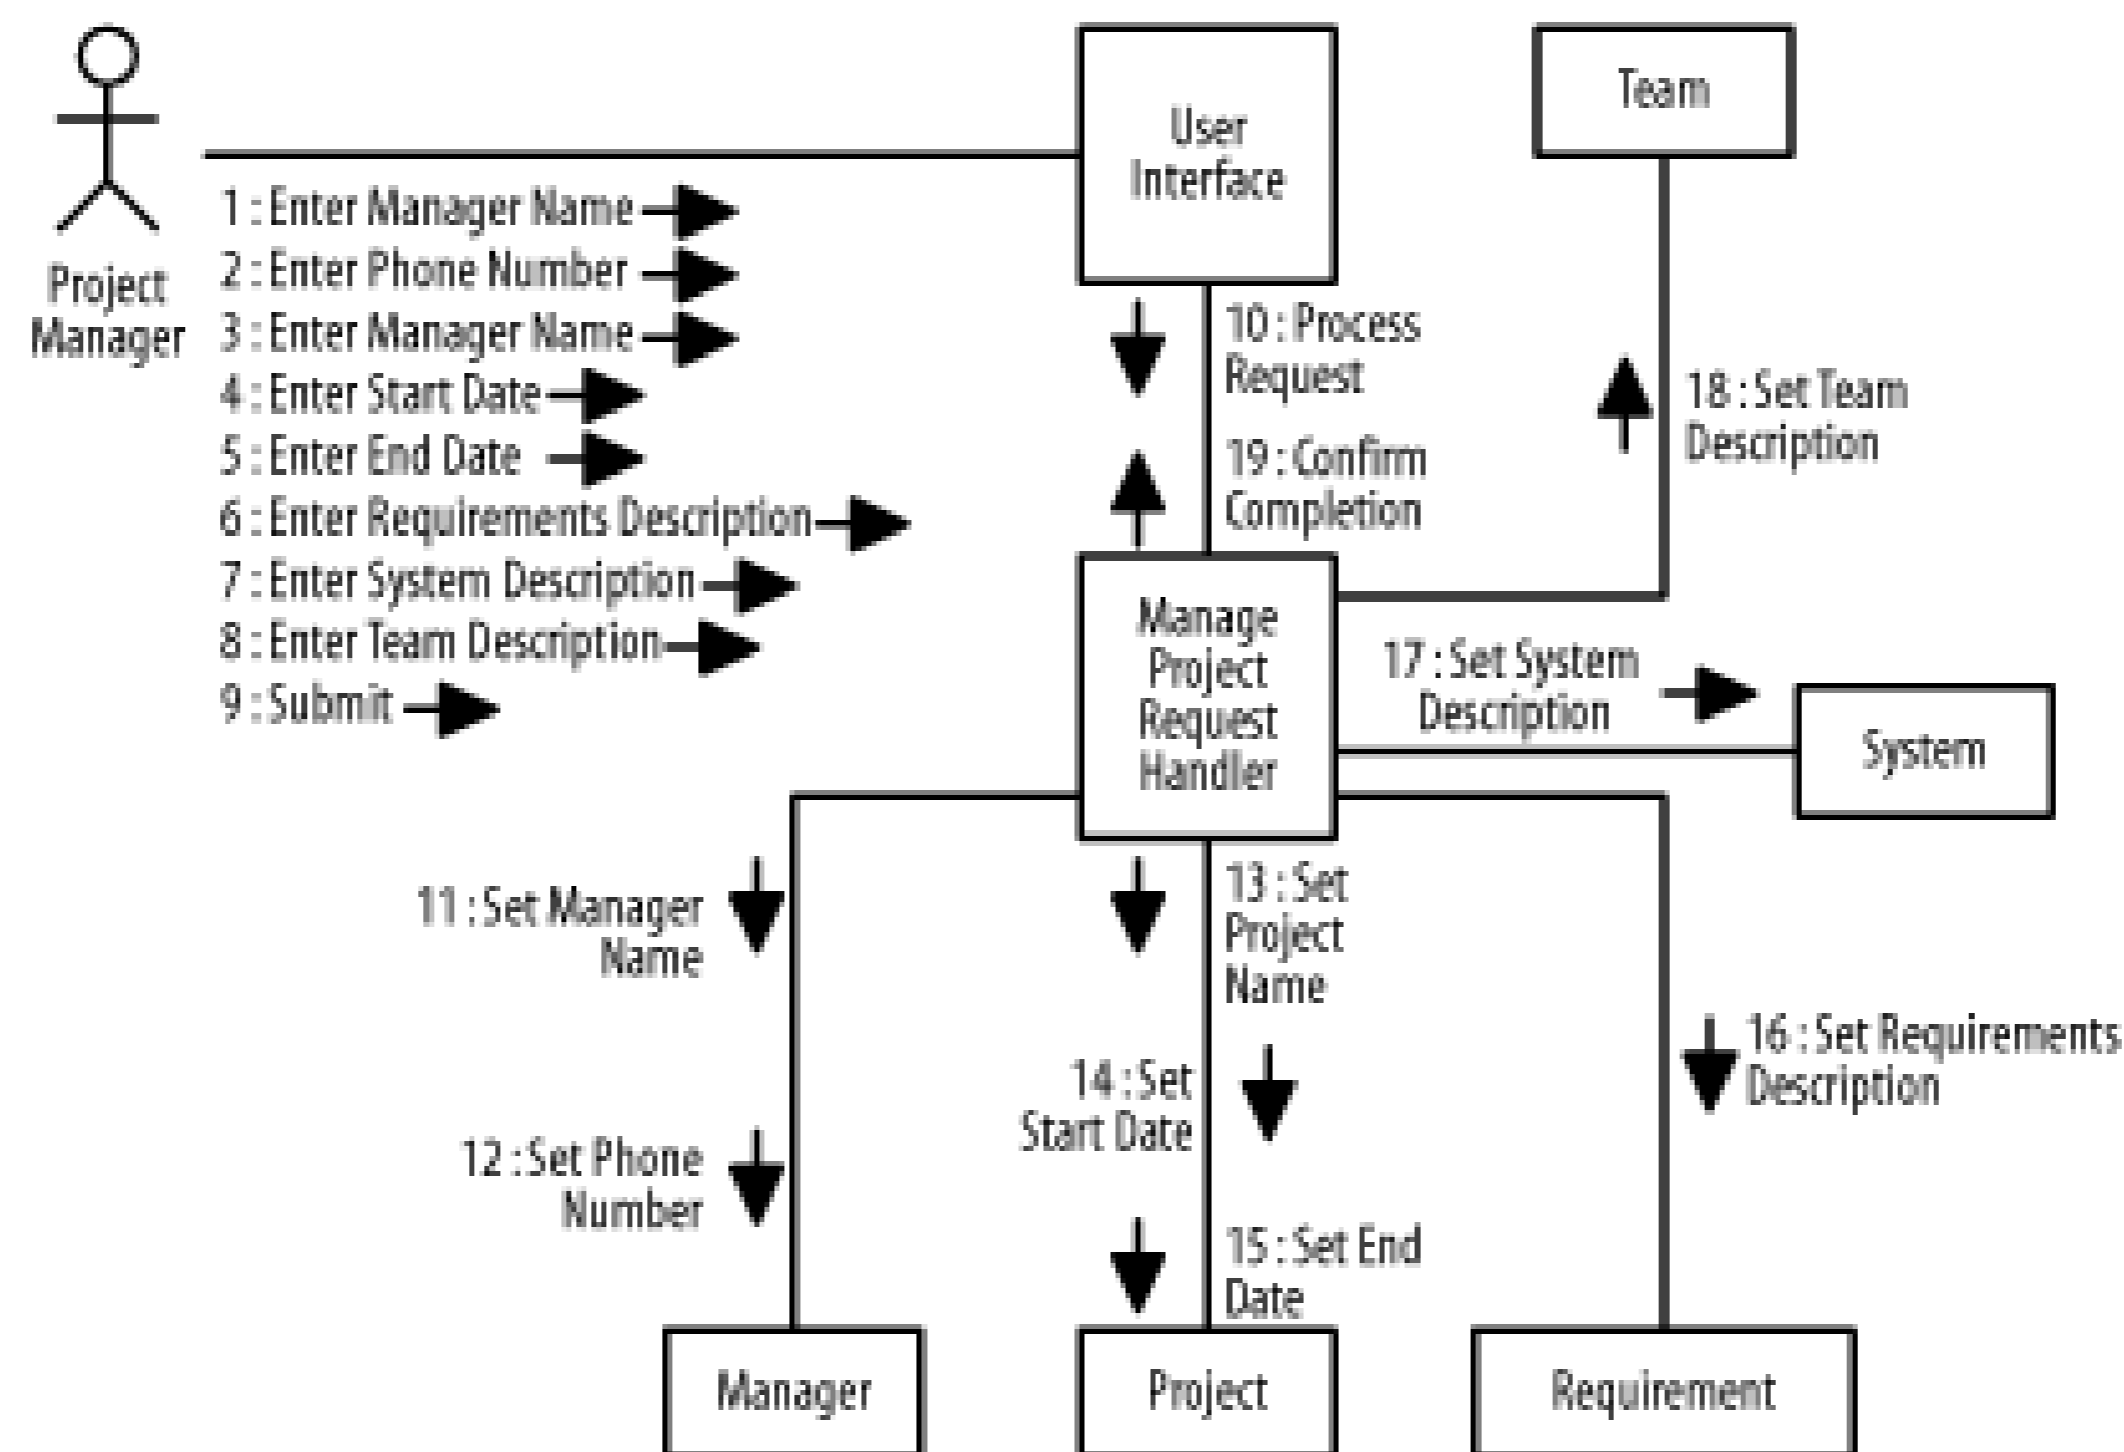 User
Interface
Team
Project
Manager
1 : Enter Manager Name
2 : Enter Phone Number
3 : Enter Manager Name
4 : Enter Start Date
5 : Enter End Date
6 : Enter Requirements Description
7 : Enter System Description
8 : Enter Team Description
9 : Submit
10 : Process
Request
19 : Confirm
Completion
18 : Set Team
Description
Manage
Project
Request
Handler
17 : Set System
Description
System
11 : Set Manager
Name
12 : Set Phone
Number
13 : Set
Project
Name
14 : Set
Start Date
15 : Set End
Date
16 : Set Requirements
Description
Manager
Project
Requirement